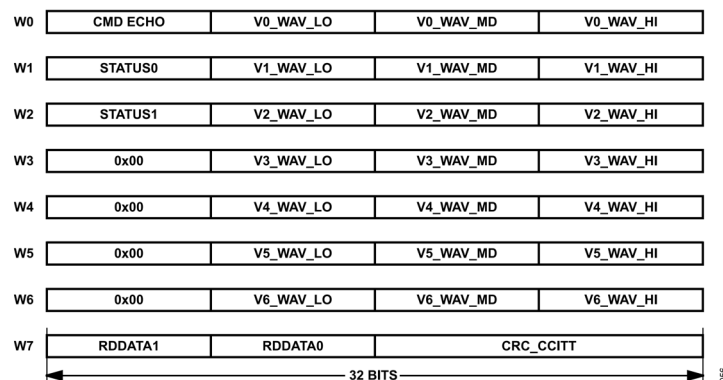 W0 CMD ECHO V0_WAV_LO V0_WAV_MD V0_WAV_HI
W1 STATUS0 V1_WAV_LO V1_WAV_MD V1_WAV_HI
W2 STATUS1 V2_WAV_LO V2_WAV_MD V2_WAV_HI
W3 0x00 V3_WAV_LO V3_WAV_MD V3_WAV_HI
W4 0x00 V4_WAV_LO V4_WAV_MD V4_WAV_HI
W5 0x00 V5_WAV_LO V5_WAV_MD V5_WAV_HI
W6 0x00 V6_WAV_LO V6_WAV_MD V6_WAV_HI
W7 RDDATA1 RDDATA0 CRC_CCITT
32 BITS